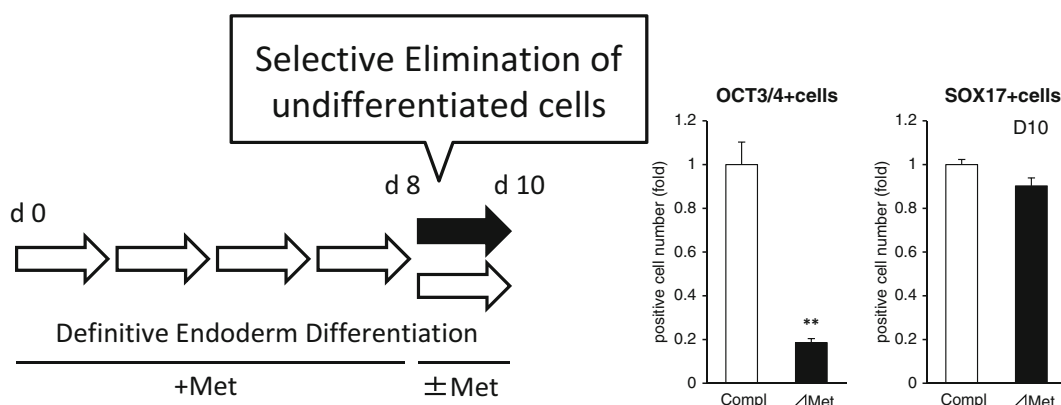 Selective Elimination of
undifferentiated cells
d 0
d 8
d 10
Definitive Endoderm Differentiation
+Met
±Met
OCT3/4+cells
positive cell number (fold)
1.2
1
0.8
0.6
0.4
0.2
0
**
Compl
⊿Met
SOX17+cells
D10
positive cell number (fold)
1.2
1
0.8
0.6
0.4
0.2
0
Compl
⊿Met